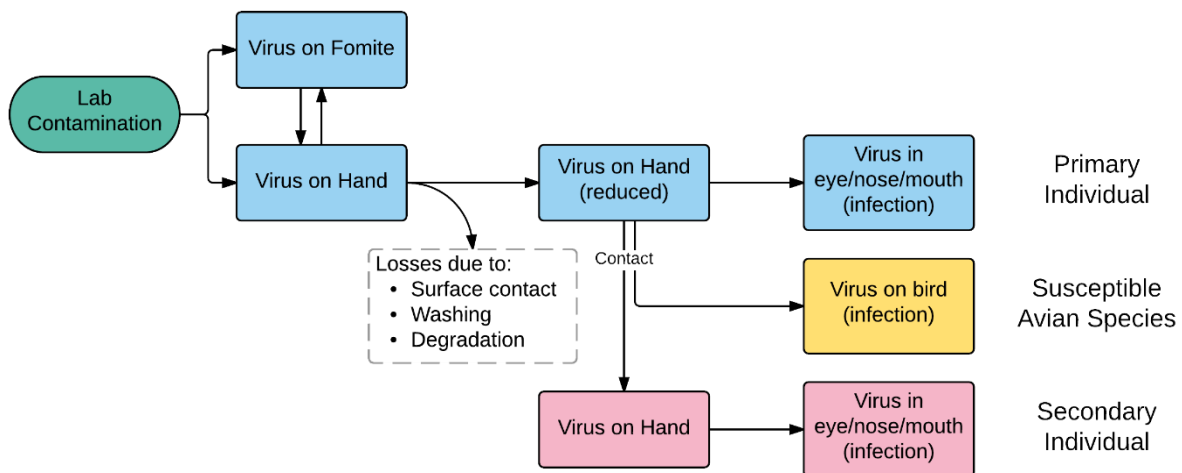 Virus on Fomite
Lab
Contamination
Virus on Hand
Virus on Hand
(reduced)
Virus in
eye/nose/mouth
(infection)
Primary
Individual
Losses due to:
• Surface contact
• Washing
• Degradation
Contact
Virus on bird
(infection)
Susceptible
Avian Species
Virus on Hand
Virus in
eye/nose/mouth
(infection)
Secondary
Individual